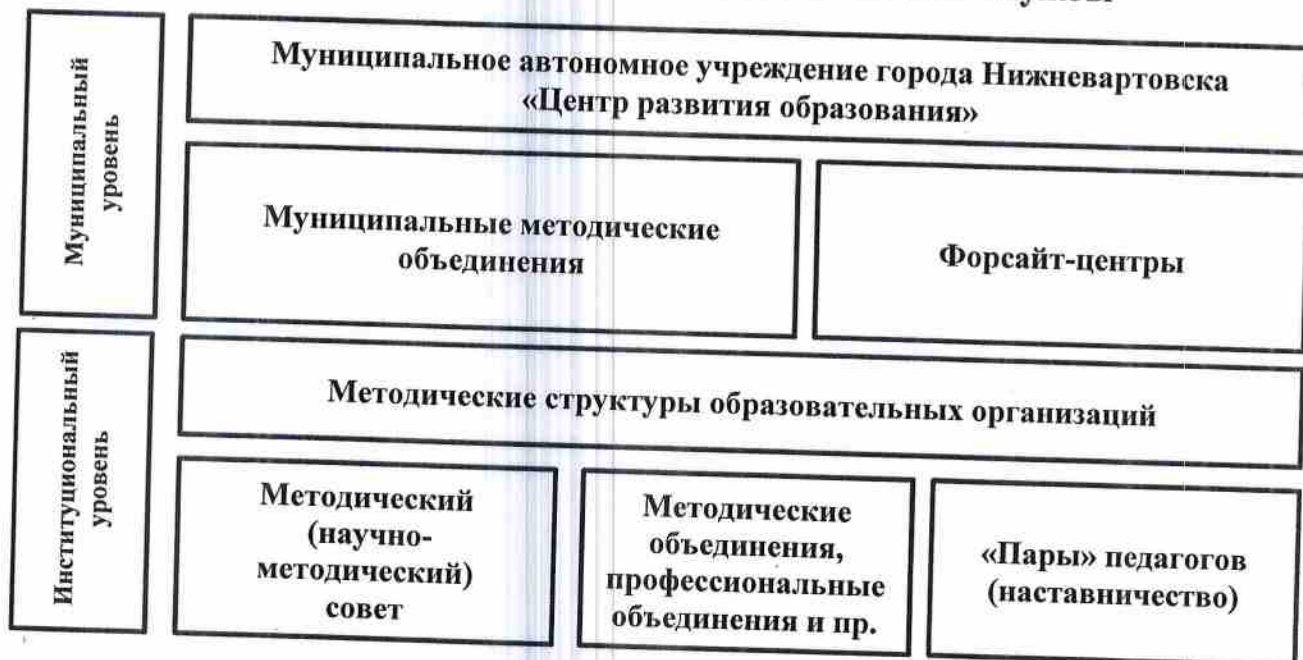 Муниципальный
уровень
Муниципальное автономное учреждение города Нижневартовска
«Центр развития образования»
Муниципальные методические
объединения
Форсайт-центры
Институциональный
уровень
Методические структуры образовательных организаций
Методический
(научно-
методический)
совет
Методические
объединения,
профессиональные
объединения и пр.
«Пары» педагогов
(наставничество)